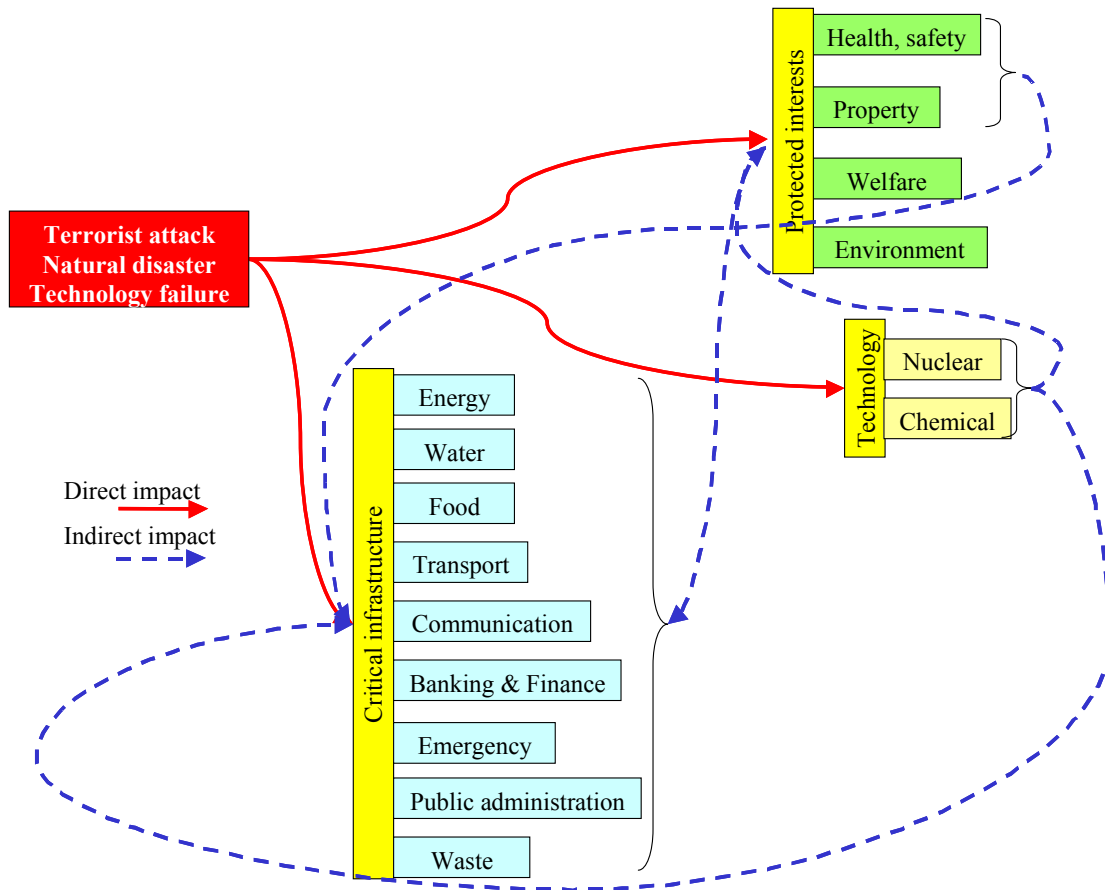 Terrorist attack
Natural disaster
Technology failure
Direct impact
Indirect impact
Protected interests
Health, safety
Property
Welfare
Environment
Technology
Nuclear
Chemical
Critical infrastructure
Energy
Water
Food
Transport
Communication
Banking & Finance
Emergency
Public administration
Waste